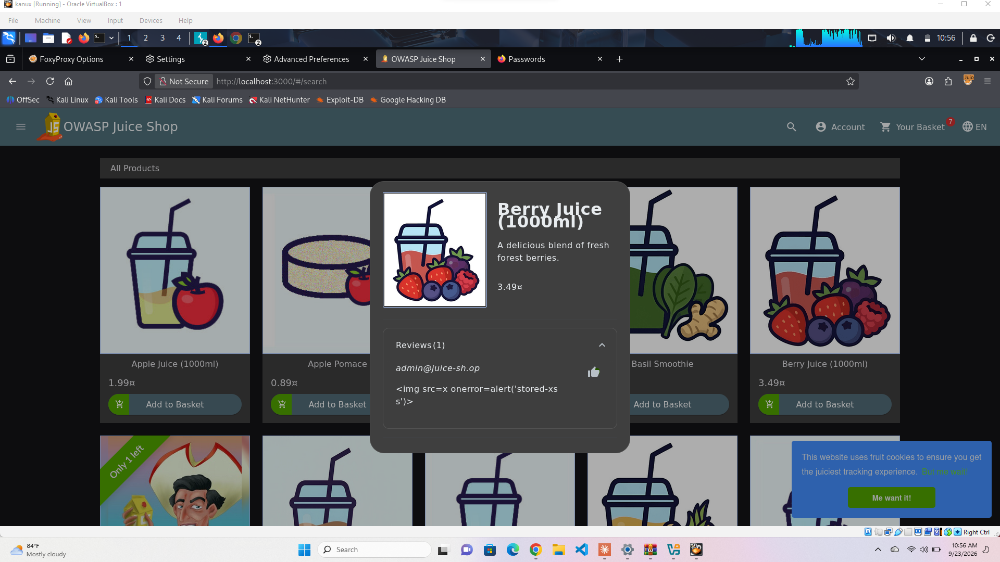 kanux [Running] - Oracle VirtualBox : 1
File Machine View Input Devices Help
1 2 3 4 2 2 10:56
FoxyProxy Options Settings Advanced Preferences OWASP Juice Shop Passwords
Not Secure http://localhost:3000/#/search Juic
OffSec Kali Linux Kali Tools Kali Docs Kali Forums Kali NetHunter Exploit-DB Google Hacking DB
JS OWASP Juice Shop Account Your Basket 7 EN
All Products
Apple Juice (1000ml)
1.99¤
Add to Basket
Apple Pomace
0.89¤
Add to Basket
Basil Smoothie
Add to Basket
Berry Juice (1000ml)
3.49¤
Add to Basket
Berry Juice
(1000ml)
A delicious blend of fresh
forest berries.
3.49¤
Reviews (1)
admin@juice-sh.op
<img src=x onerror=alert('stored-xs
s')>
Only 1 left
This website uses fruit cookies to ensure you get
the juiciest tracking experience. But me wait!
Me want it!
Right Ctrl
84°F
Mostly cloudy
Search
10:56 AM
9/23/2026